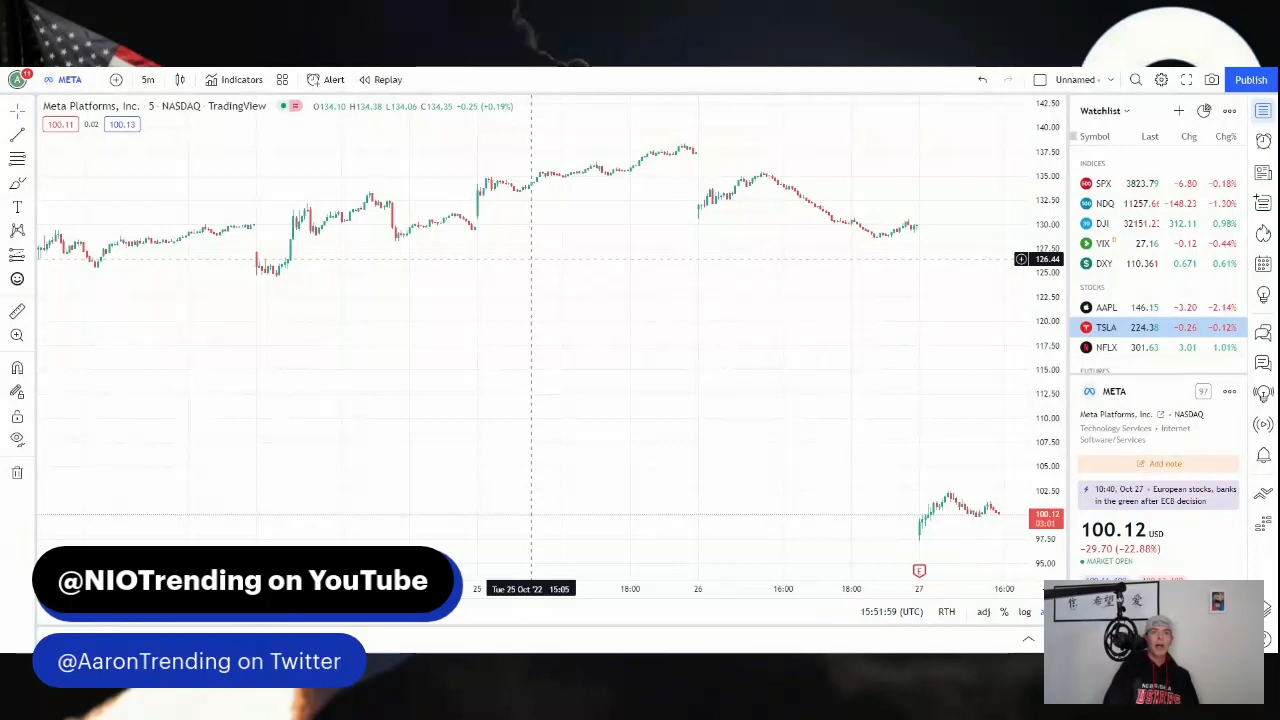 11
META
5m
Indicators
Alert
Replay
Unnamed
Publish
Meta Platforms, Inc. · 5 · NASDAQ · TradingView
O134.10 H134.38 L134.06 C134.35 -0.25 (+0.19%)
100.11 0.02 100.13
142.50
140.00
137.50
135.00
132.50
130.00
127.50
126.44
125.00
122.50
120.00
117.50
115.00
112.50
110.00
107.50
105.00
102.50
100.12
03:01
97.50
95.00
E
25
Tue 25 Oct '22 15:05
18:00
26
16:00
18:00
27
16:00
15:51:59 (UTC)
RTH
adj
%
log
Watchlist
Symbol Last Chg Chg%
INDICES
SPX 3823.79 -6.80 -0.18%
NDQ -148.23 -1.30%
DJI 312.11 0.98%
VIX 27.16 -0.12 -0.44%
DXY 110.361 0.671 0.61%
STOCKS
AAPL 146.15 -3.20 -2.14%
TSLA 224.38 -0.26 -0.12%
NFLX 301.63 3.01 1.01%
META
97
Meta Platforms, Inc. · NASDAQ
Technology Services · Internet
Software/Services
Add note
10:40, Oct 27 · European stocks, banks
in the green after ECB decision
100.12 USD
-29.70 (-22.88%)
MARKET OPEN
@NIOTrending on YouTube
@AaronTrending on Twitter
希望
爱